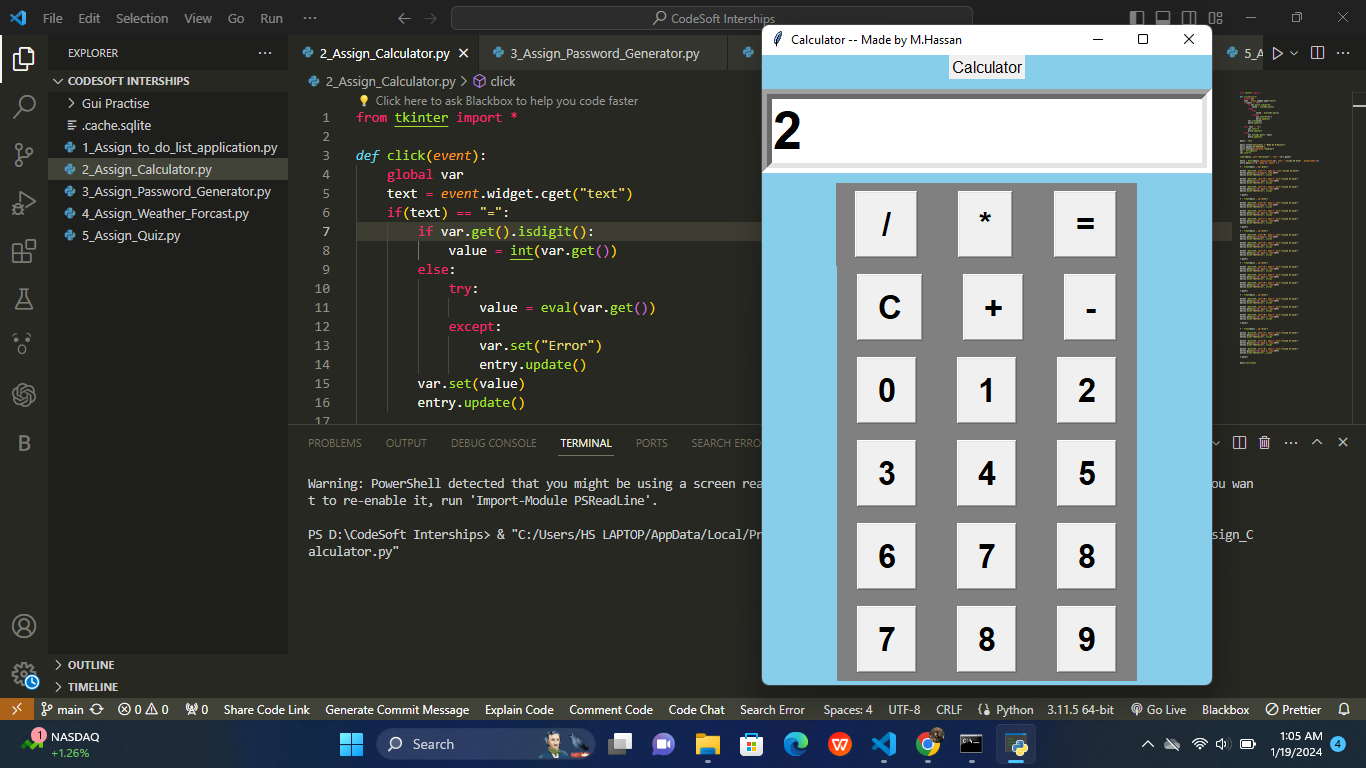 File Edit Selection View Go Run ··· CodeSoft Interships
EXPLORER ···
CODESOFT INTERSHIPS
Gui Practise
.cache.sqlite
1_Assign_to_do_list_application.py
2_Assign_Calculator.py
3_Assign_Password_Generator.py
4_Assign_Weather_Forcast.py
5_Assign_Quiz.py
OUTLINE
TIMELINE
2_Assign_Calculator.py 3_Assign_Password_Generator.py 5_A
2_Assign_Calculator.py > click
Click here to ask Blackbox to help you code faster
1 from tkinter import *
2
3 def click(event):
4 global var
5 text = event.widget.cget("text")
6 if(text) == "=":
7 if var.get().isdigit():
8 value = int(var.get())
9 else:
10 try:
11 value = eval(var.get())
12 except:
13 var.set("Error")
14 entry.update()
15 var.set(value)
16 entry.update()
17
PROBLEMS OUTPUT DEBUG CONSOLE TERMINAL PORTS SEARCH ERRO
Warning: PowerShell detected that you might be using a screen rea ou wan
t to re-enable it, run 'Import-Module PSReadLine'.
PS D:\CodeSoft Interships> & "C:/Users/HS LAPTOP/AppData/Local/Pr sign_C
alculator.py"
Calculator -- Made by M.Hassan
Calculator
2
/ * =
C + -
0 1 2
3 4 5
6 7 8
7 8 9
main 0 0 0 Share Code Link Generate Commit Message Explain Code Comment Code Code Chat Search Error Spaces: 4 UTF-8 CRLF Python 3.11.5 64-bit Go Live Blackbox Prettier
1 NASDAQ
+1.26%
Search
1:05 AM
1/19/2024 4